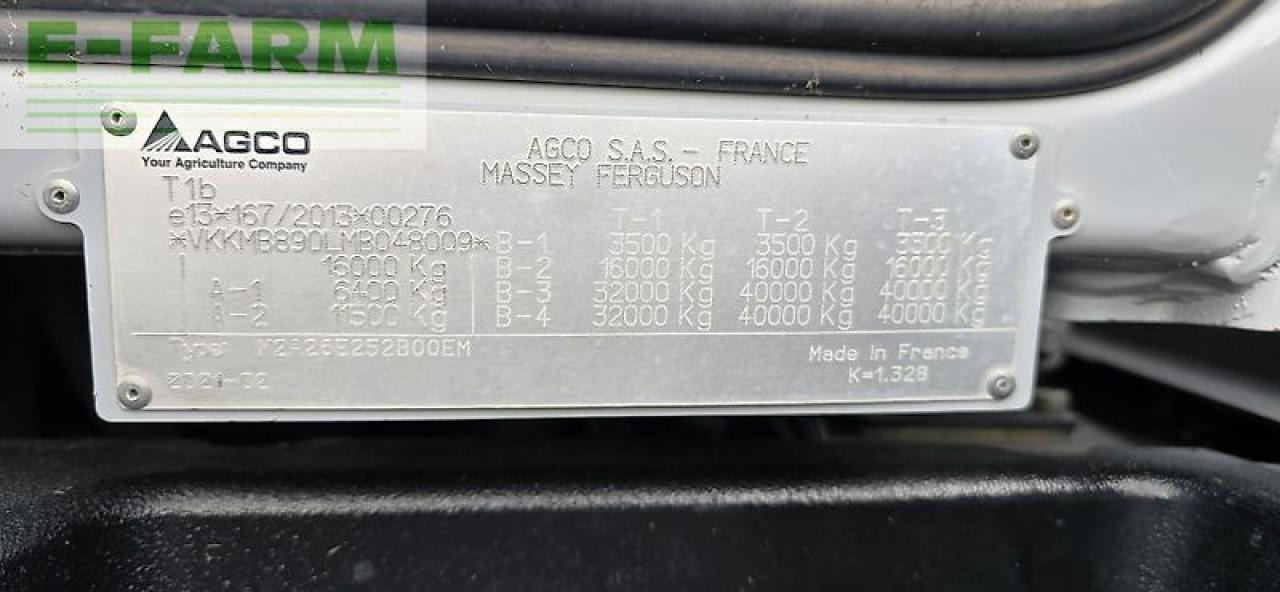 E-FARM
AGCO
Your Agriculture Company
AGCO S.A.S. - FRANCE
MASSEY FERGUSON
T1b
e13*167/2013*00276
*VKKMB890LMB048009*
16000 Kg
A-1 6400 Kg
A-2 11500 Kg
T-1 T-2 T-3
B-1 3500 Kg 3500 Kg 3500 Kg
B-2 16000 Kg 16000 Kg 16000 Kg
B-3 32000 Kg 40000 Kg 40000 Kg
B-4 32000 Kg 40000 Kg 40000 Kg
Type:
Made In France
2021-02
K=1.328